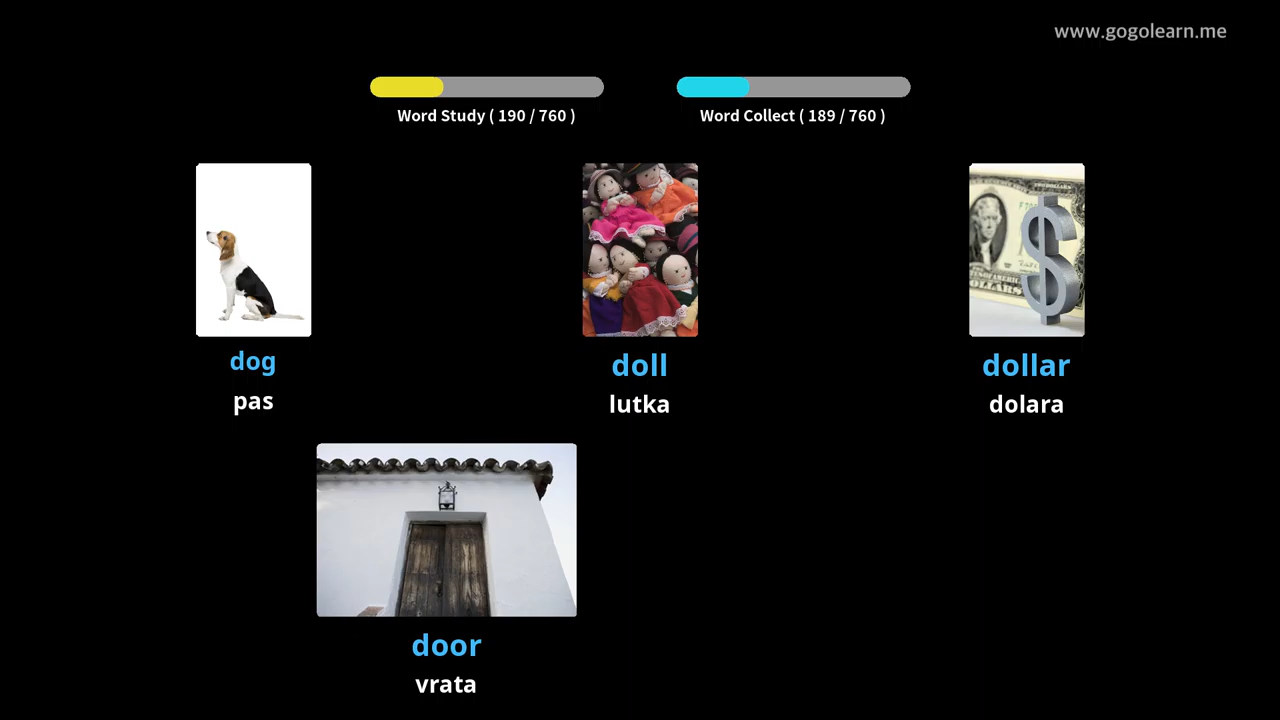 www.gogolearn.me
Word Study ( 190 / 760 )
Word Collect ( 189 / 760 )
dog
pas
doll
lutka
dollar
dolara
door
vrata